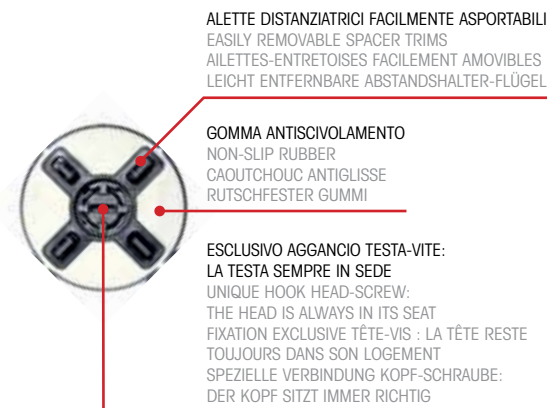 ALETTE DISTANZIATRICI FACILMENTE ASPORTABILI
EASILY REMOVABLE SPACER TRIMS
AILETTES-ENTRETOISES FACILEMENT AMOVIBLES
LEICHT ENTFERNBARE ABSTANDSHALTER-FLÜGEL
GOMMA ANTISCIVOLAMENTO
NON-SLIP RUBBER
CAOUTCHOUC ANTIGLISSE
RUTSCHFESTER GUMMI
ESCLUSIVO AGGANCIO TESTA-VITE:
LA TESTA SEMPRE IN SEDE
UNIQUE HOOK HEAD-SCREW:
THE HEAD IS ALWAYS IN ITS SEAT
FIXATION EXCLUSIVE TÊTE-VIS : LA TÊTE RESTE
TOUJOURS DANS SON LOGEMENT
SPEZIELLE VERBINDUNG KOPF-SCHRAUBE:
DER KOPF SITZT IMMER RICHTIG